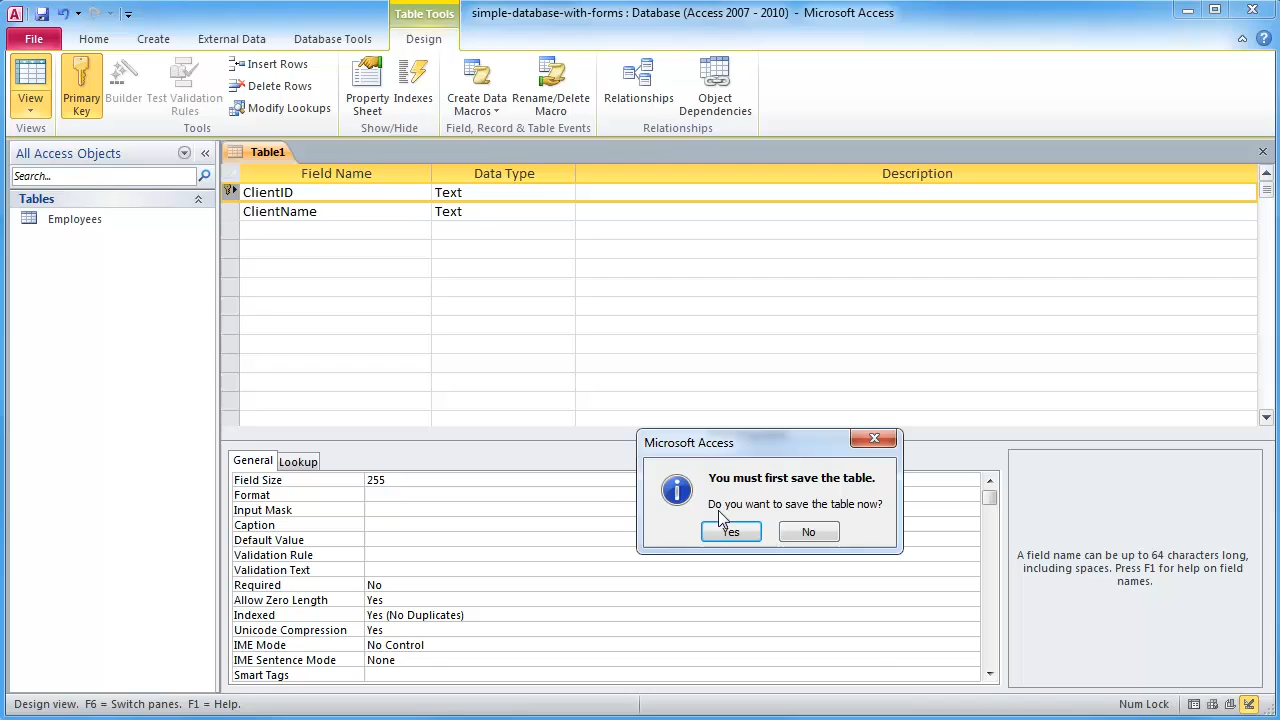 Table Tools
simple-database-with-forms : Database (Access 2007 - 2010) - Microsoft Access
File Home Create External Data Database Tools Design
View
Primary Key
Builder
Test Validation Rules
Insert Rows
Delete Rows
Modify Lookups
Property Sheet
Indexes
Create Data Macros
Rename/Delete Macro
Relationships
Object Dependencies
Views Tools Show/Hide Field, Record & Table Events Relationships
All Access Objects
Search...
Tables
Employees
Table1
Field Name Data Type Description
ClientID Text
ClientName Text
Microsoft Access
You must first save the table.
Do you want to save the table now?
Yes No
General Lookup
Field Size 255
Format
Input Mask
Caption
Default Value
Validation Rule
Validation Text
Required No
Allow Zero Length Yes
Indexed Yes (No Duplicates)
Unicode Compression Yes
IME Mode No Control
IME Sentence Mode None
Smart Tags
A field name can be up to 64 characters long,
including spaces. Press F1 for help on field
names.
Design view. F6 = Switch panes. F1 = Help.
Num Lock